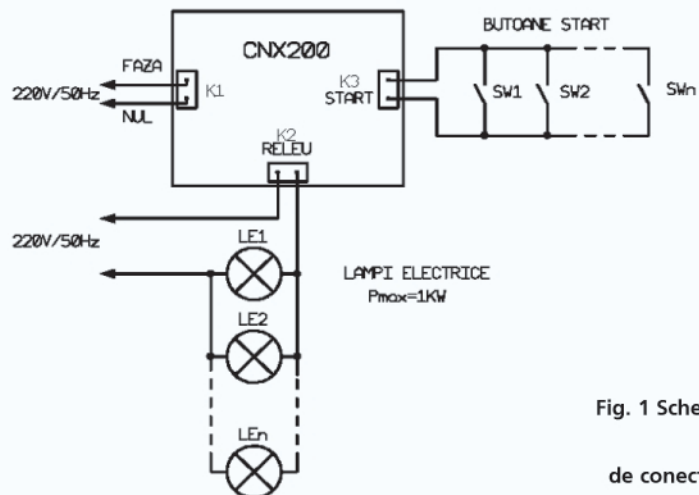 BUTOANE START
CNX200
FAZA
K1
220V/50Hz
NUL
K3
START
SW1
SW2
SWn
K2
RELEU
220V/50Hz
LE1
LAMPI ELECTRICE
Pmax=1KW
LE2
LEn
Fig. 1 Sche
de conect